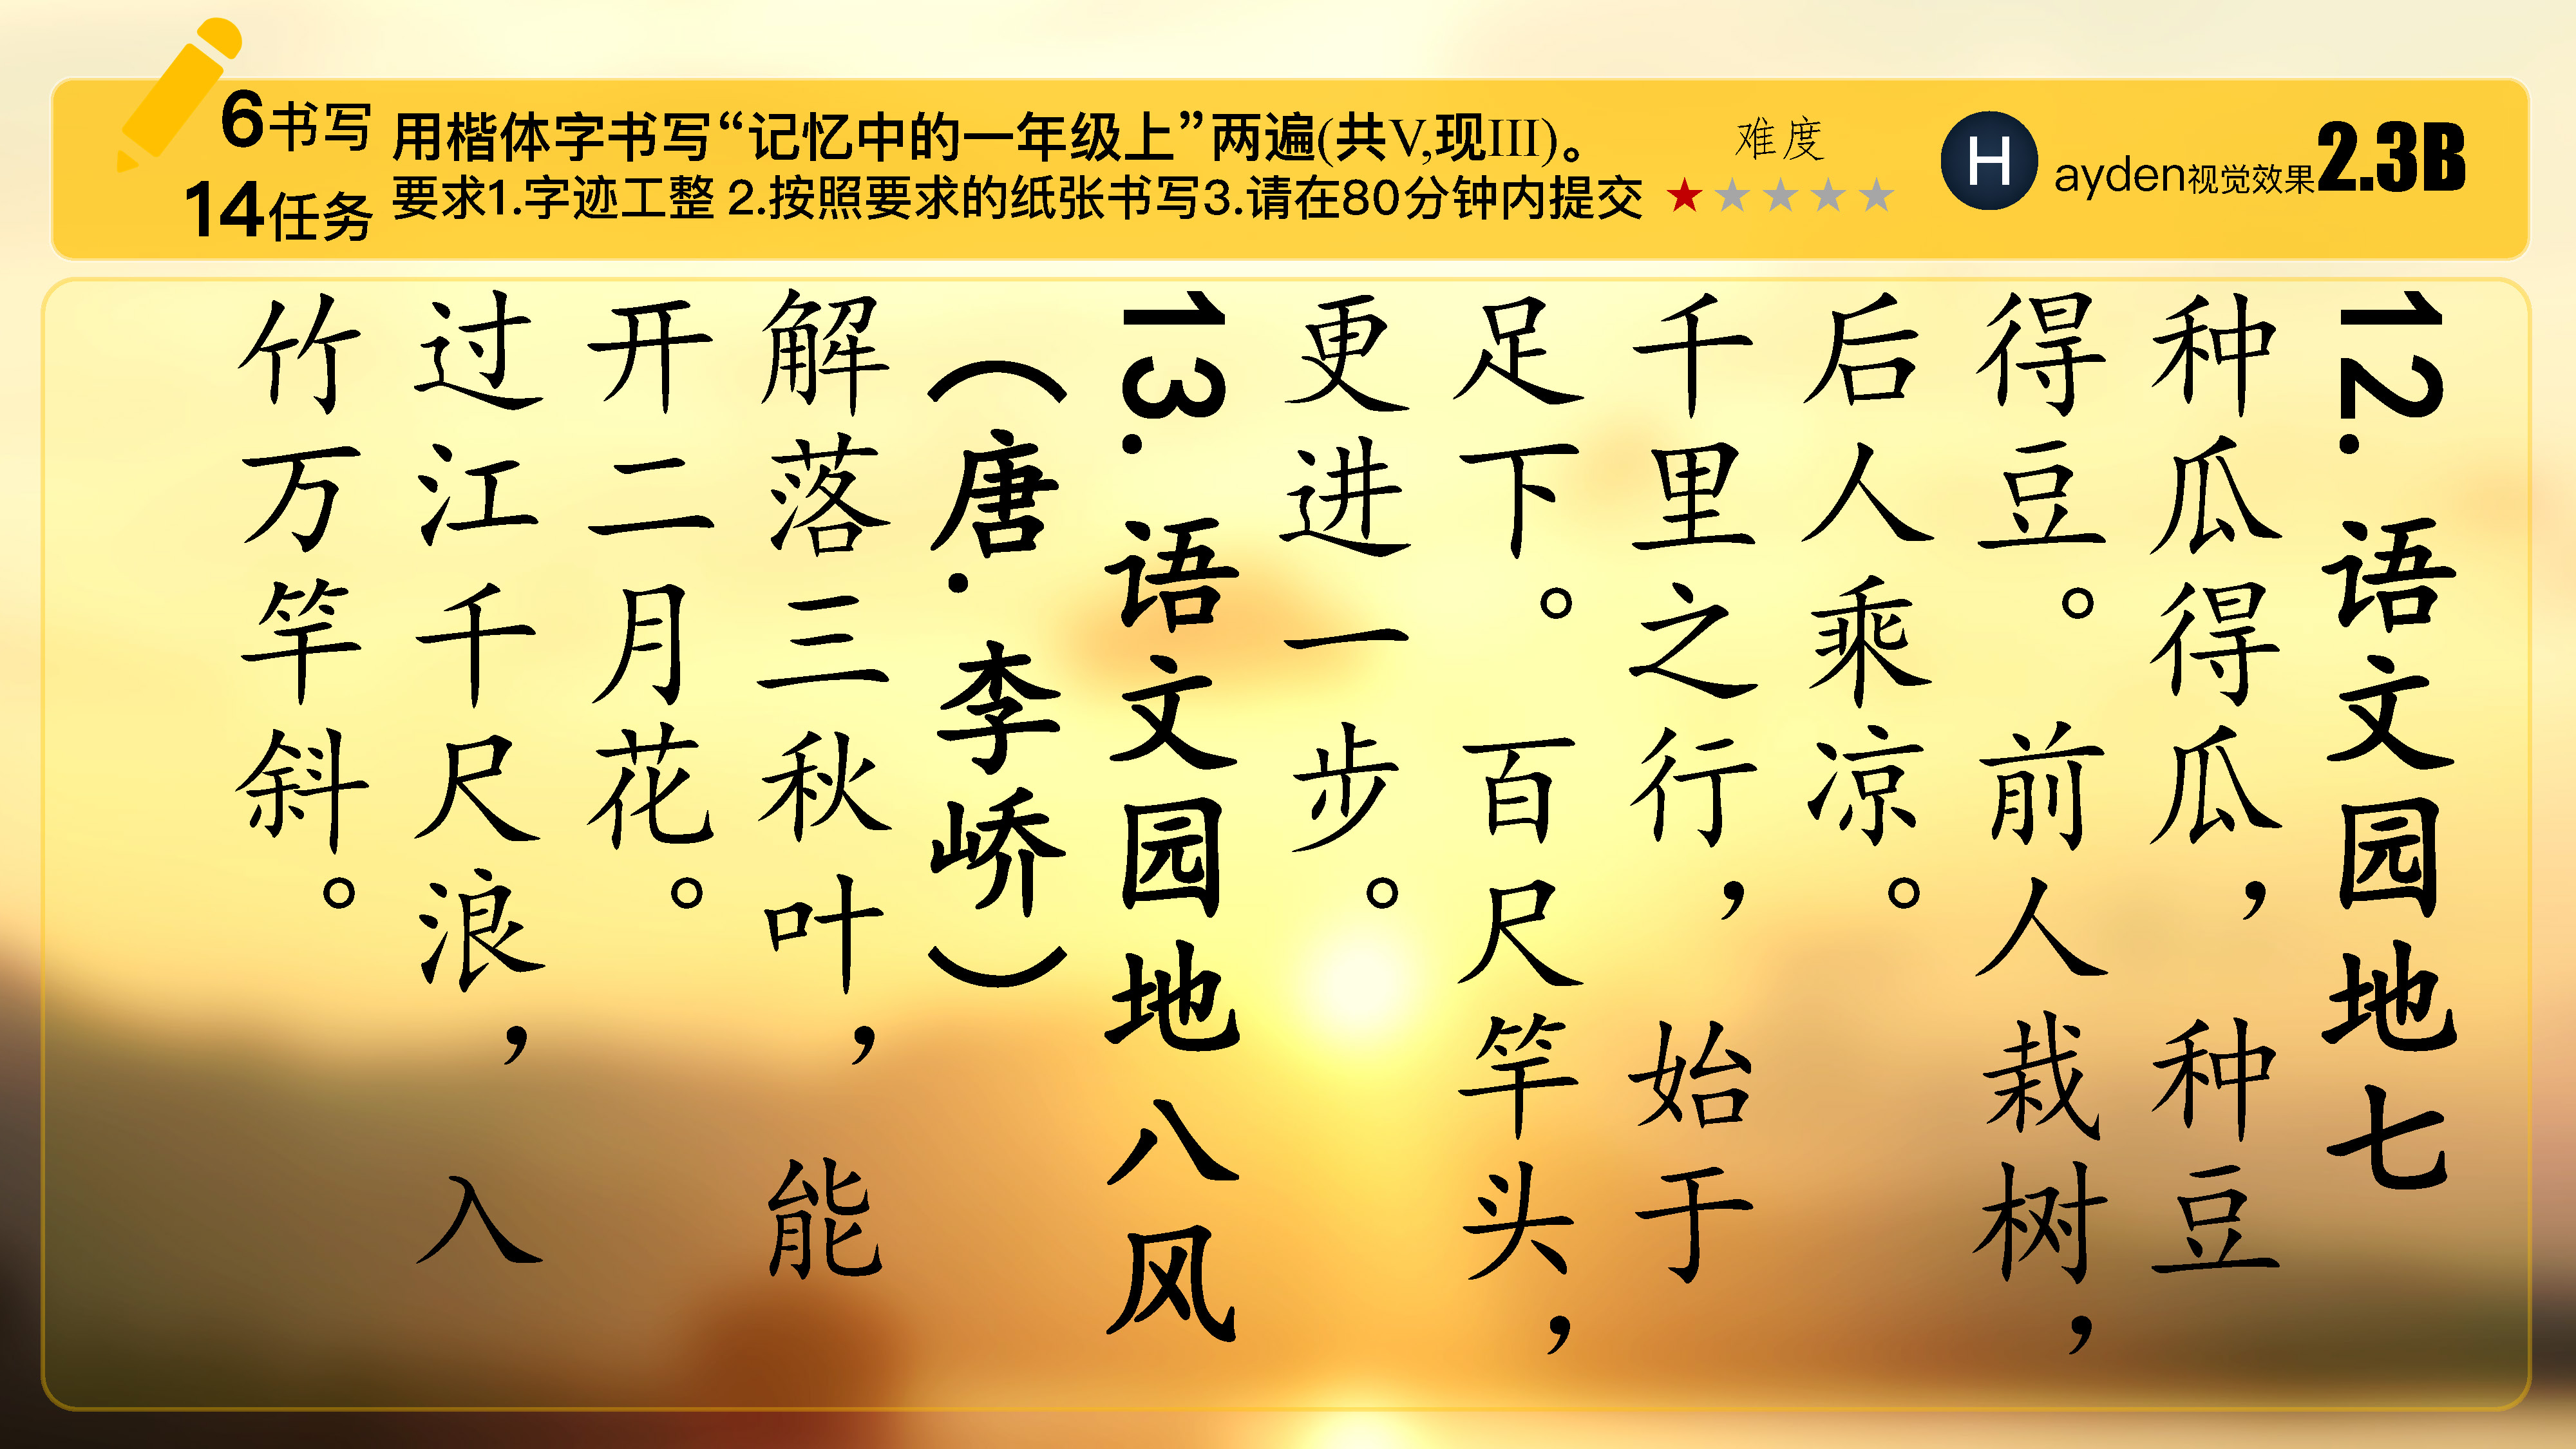 6书写
14任务
用楷体字书写“记忆中的一年级上”两遍(共V,现III)。
要求1.字迹工整 2.按照要求的纸张书写3.请在80分钟内提交
难度
★★★★★
H
ayden视觉效果2.3B
12. 语文园地七
种瓜得瓜，种豆
得豆。前人栽树，
后人乘凉。
千里之行，始于
足下。百尺竿头，
更进一步。
13. 语文园地八风
（唐. 李峤）
解落三秋叶，能
开二月花。
过江千尺浪，入
竹万竿斜。